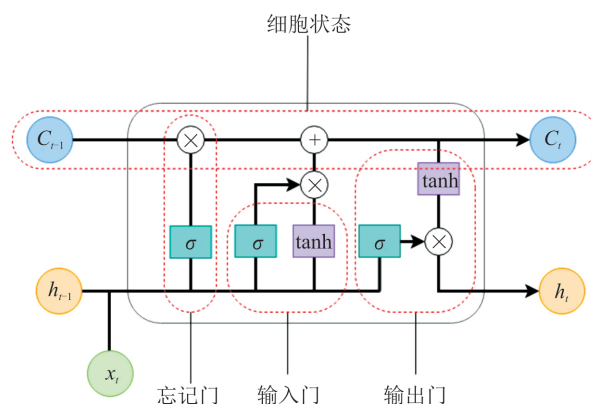 细胞状态
C_{t-1} × + C_t
× tanh
σ σ tanh σ ×
h_{t-1} h_t
x_t
忘记门 输入门 输出门